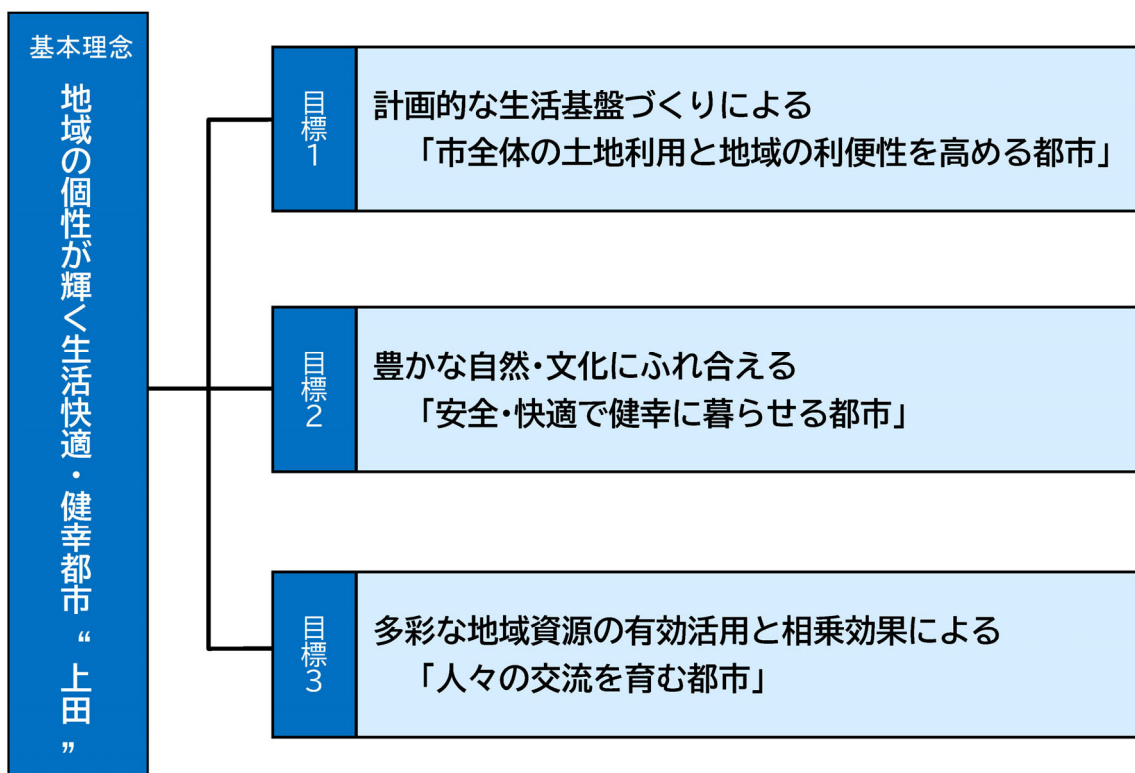 基本理念
地域の個性が輝く生活快適・健幸都市“上田”
目標1
計画的な生活基盤づくりによる
「市全体の土地利用と地域の利便性を高める都市」
目標2
豊かな自然・文化にふれ合える
「安全・快適で健幸に暮らせる都市」
目標3
多彩な地域資源の有効活用と相乗効果による
「人々の交流を育む都市」